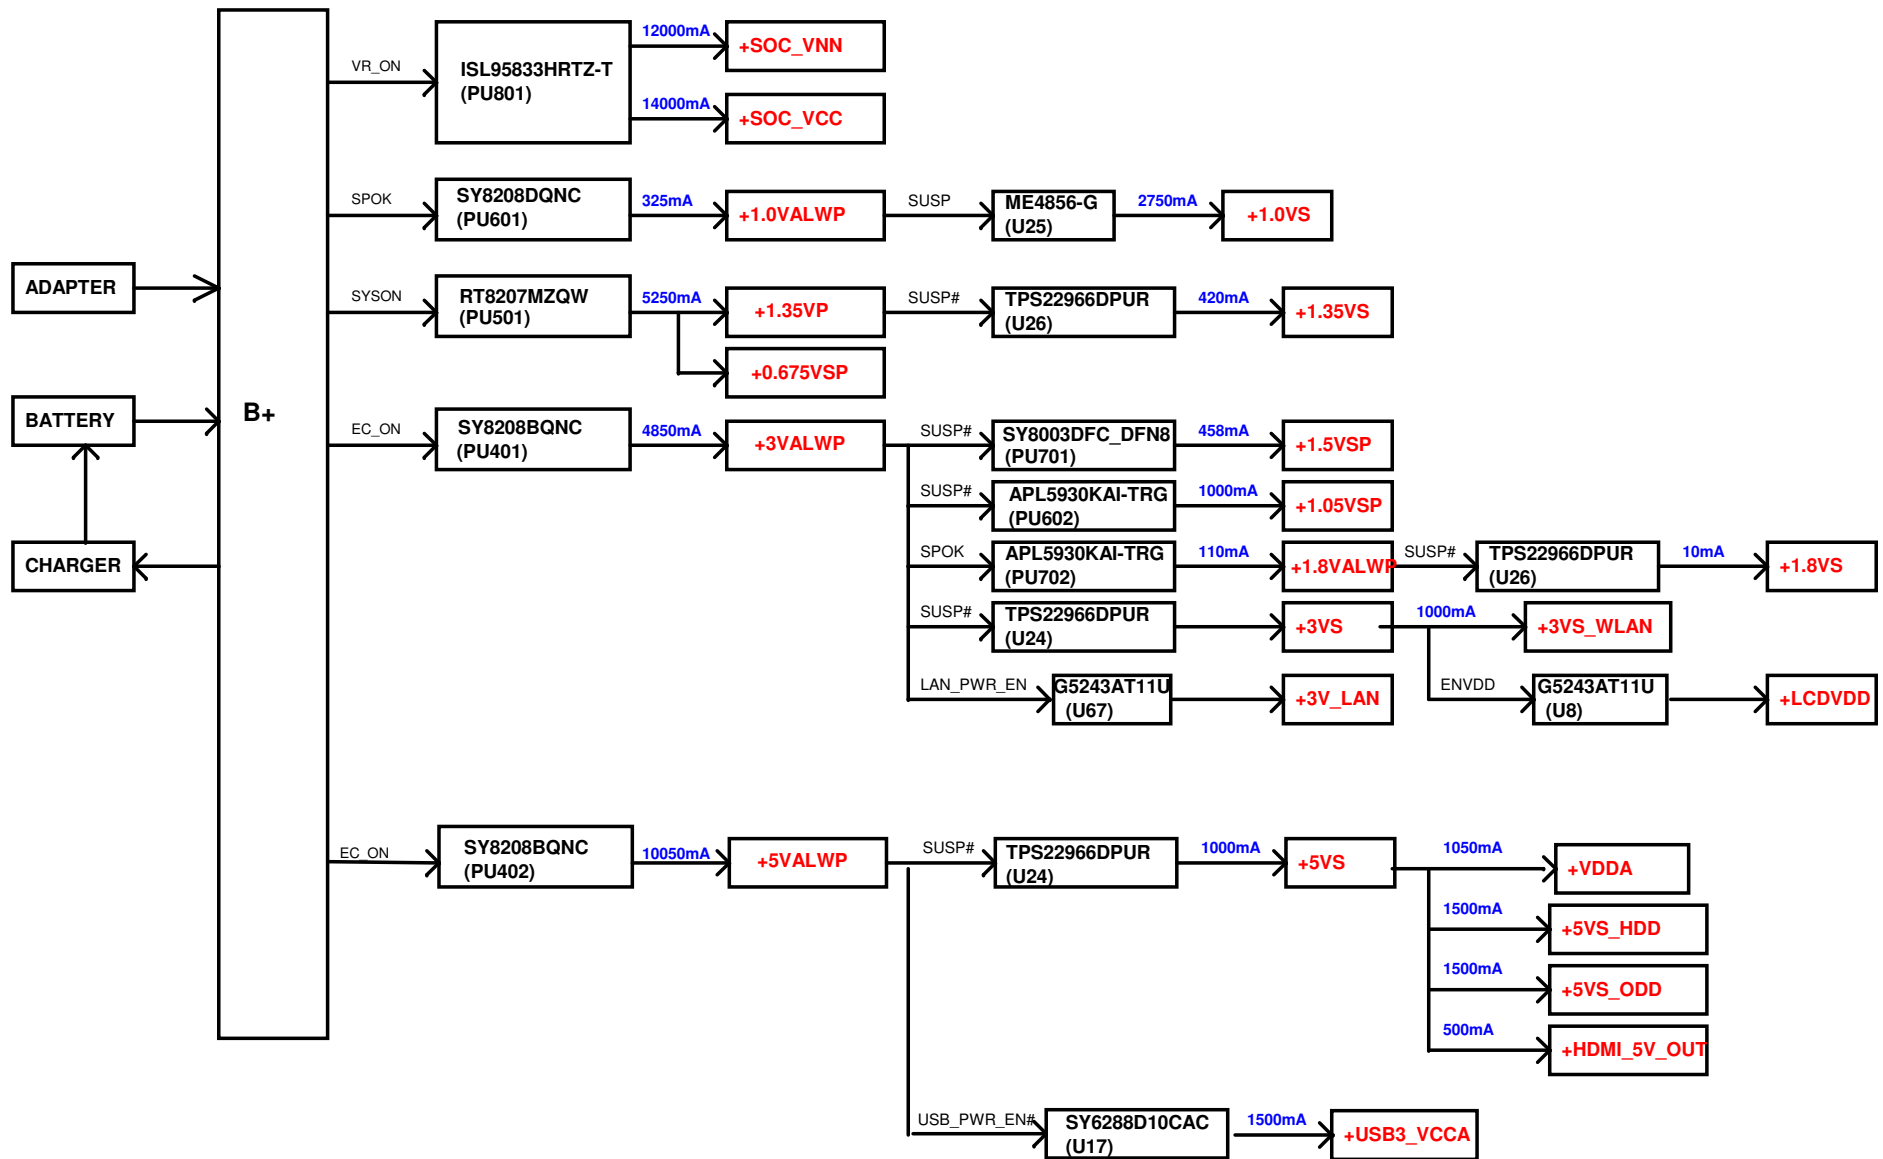 ADAPTER
BATTERY
CHARGER
B+
VR_ON
ISL95833HRTZ-T
(PU801)
12000mA
+SOC_VNN
14000mA
+SOC_VCC
SPOK
SY8208DQNC
(PU601)
325mA
+1.0VALWP
SUSP
ME4856-G
(U25)
2750mA
+1.0VS
SYSON
RT8207MZQW
(PU501)
5250mA
+1.35VP
SUSP#
TPS22966DPUR
(U26)
420mA
+1.35VS
+0.675VSP
EC_ON
SY8208BQNC
(PU401)
4850mA
+3VALWP
SUSP#
SY8003DFC_DFN8
(PU701)
458mA
+1.5VSP
SUSP#
APL5930KAI-TRG
(PU602)
1000mA
+1.05VSP
SPOK
APL5930KAI-TRG
(PU702)
110mA
+1.8VALWP
SUSP#
TPS22966DPUR
(U26)
10mA
+1.8VS
SUSP#
TPS22966DPUR
(U24)
+3VS
1000mA
+3VS_WLAN
LAN_PWR_EN
G5243AT11U
(U67)
+3V_LAN
ENVDD
G5243AT11U
(U8)
+LCDVDD
EC_ON
SY8208BQNC
(PU402)
10050mA
+5VALWP
SUSP#
TPS22966DPUR
(U24)
1000mA
+5VS
1050mA
+VDDA
1500mA
+5VS_HDD
1500mA
+5VS_ODD
500mA
+HDMI_5V_OUT
USB_PWR_EN#
SY6288D10CAC
(U17)
1500mA
+USB3_VCCA